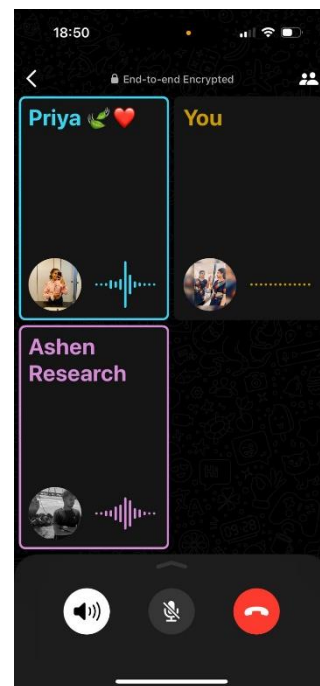 18:50
End-to-end Encrypted
Priya 🌿❤️
You
Ashen
Research